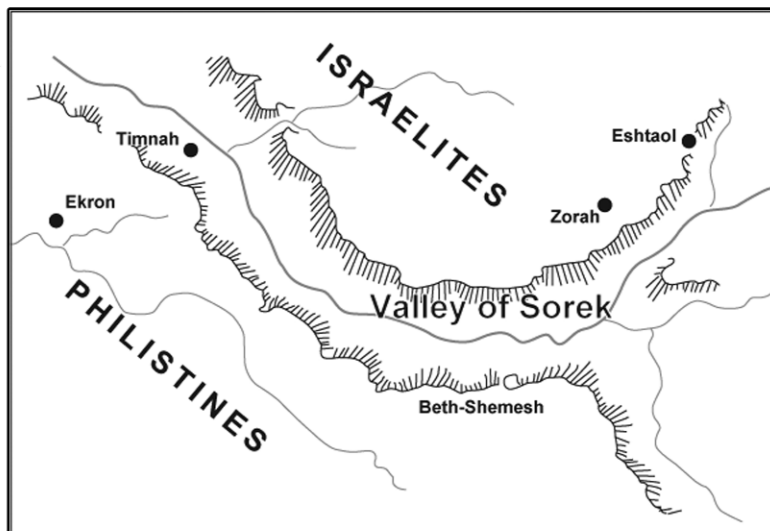 ISRAELITES
Timnah
Eshtaol
Ekron
Zorah
PHILISTINES
Valley of Sorek
Beth-Shemesh